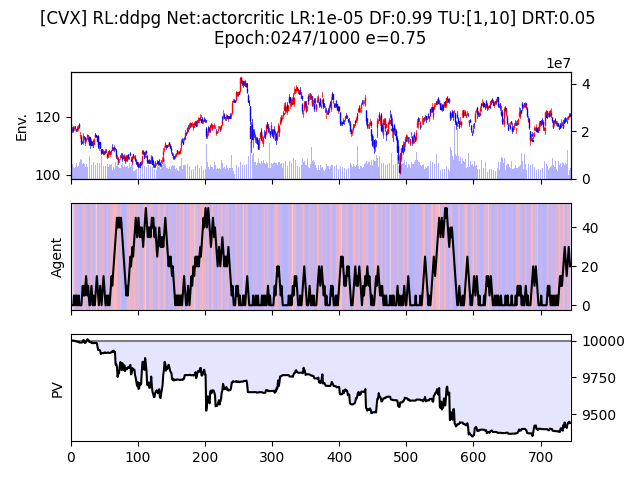 [CVX] RL:ddpg Net:actorcritic LR:1e-05 DF:0.99 TU:[1,10] DRT:0.05
Epoch:0247/1000 e=0.75
1e7
Env.
120
100
4
2
0
Agent
40
20
0
PV
10000
9750
9500
0 100 200 300 400 500 600 700